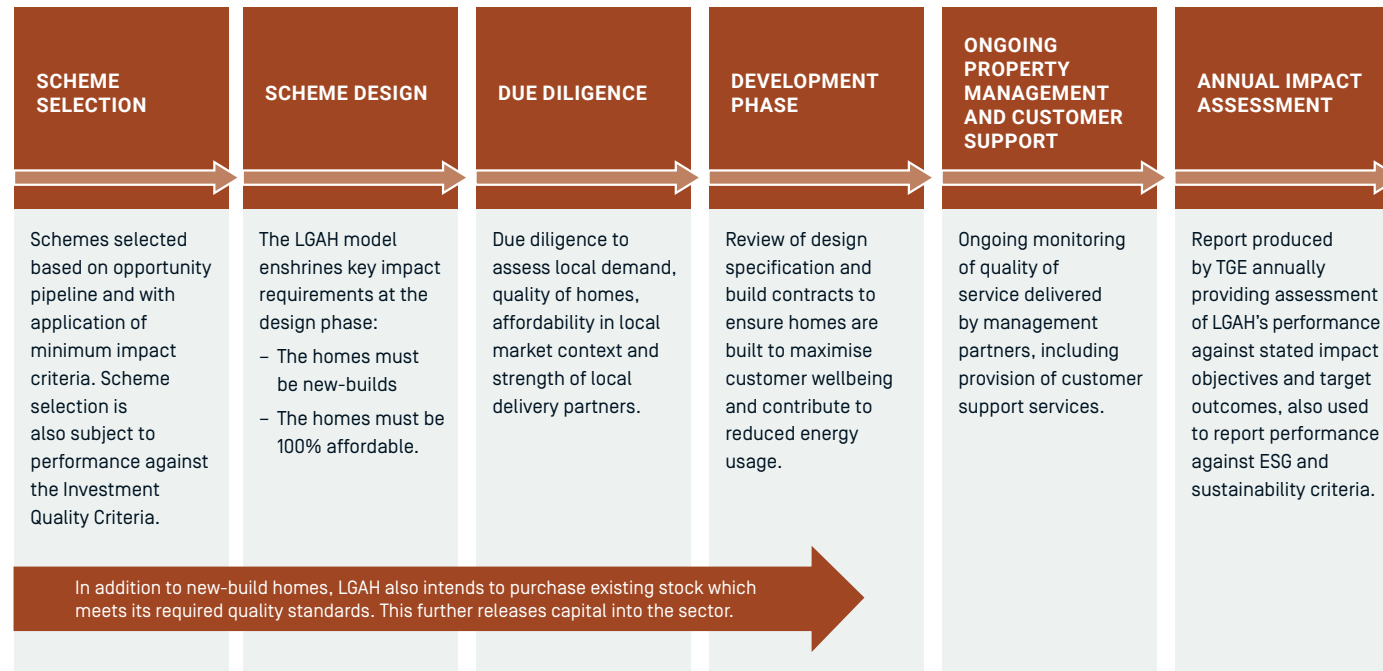 SCHEME
SELECTION
Schemes selected
based on opportunity
pipeline and with
application of
minimum impact
criteria. Scheme
selection is
also subject to
performance against
the Investment
Quality Criteria.
SCHEME DESIGN
The LGAH model
enshrines key impact
requirements at the
design phase:
– The homes must
be new-builds
– The homes must be
100% affordable.
DUE DILIGENCE
Due diligence to
assess local demand,
quality of homes,
affordability in local
market context and
strength of local
delivery partners.
DEVELOPMENT
PHASE
Review of design
specification and
build contracts to
ensure homes are
built to maximise
customer wellbeing
and contribute to
reduced energy
usage.
ONGOING
PROPERTY
MANAGEMENT
AND CUSTOMER
SUPPORT
Ongoing monitoring
of quality of
service delivered
by management
partners, including
provision of customer
support services.
ANNUAL IMPACT
ASSESSMENT
Report produced
by TGE annually
providing assessment
of LGAH's performance
against stated impact
objectives and target
outcomes, also used
to report performance
against ESG and
sustainability criteria.
In addition to new-build homes, LGAH also intends to purchase existing stock which
meets its required quality standards. This further releases capital into the sector.